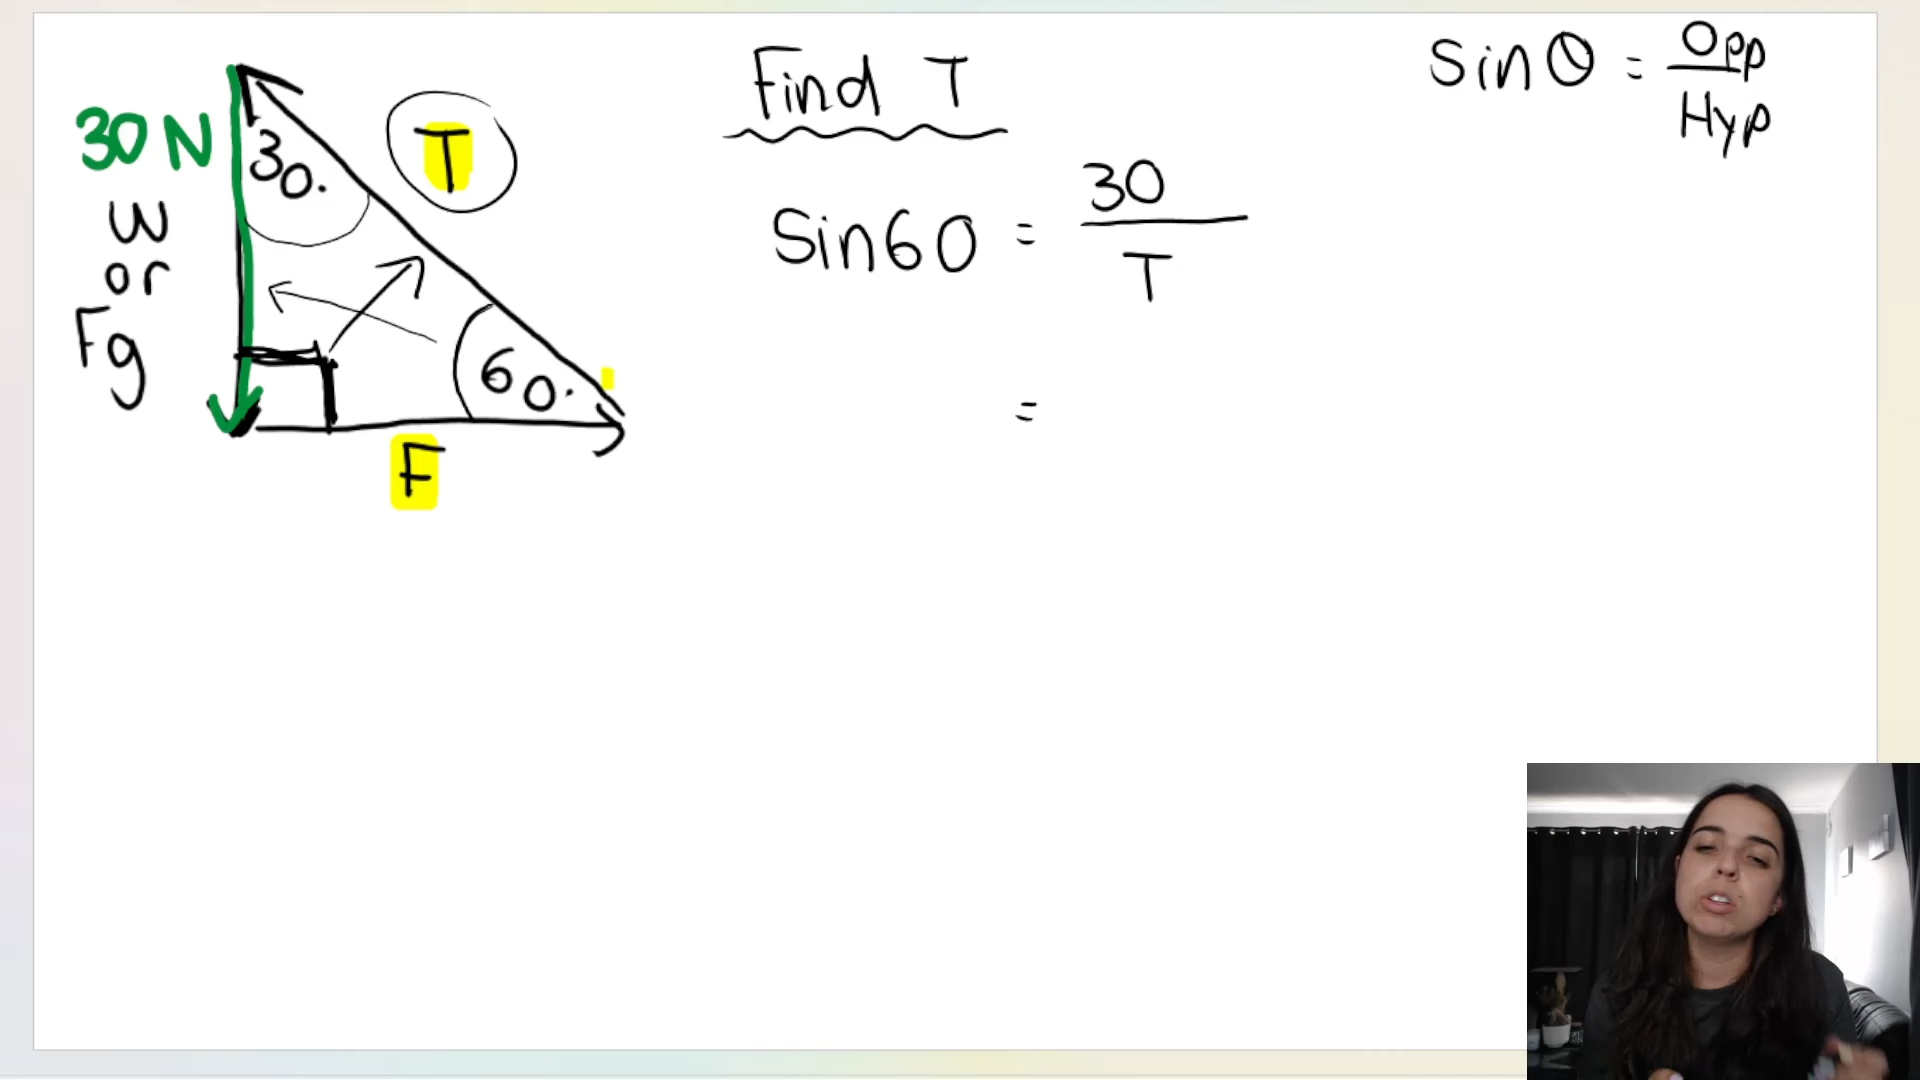 30 N
W
or
Fg
30°
T
60°
F
Find T
Sin60 = 30
T
=
Sin θ = Opp
Hyp